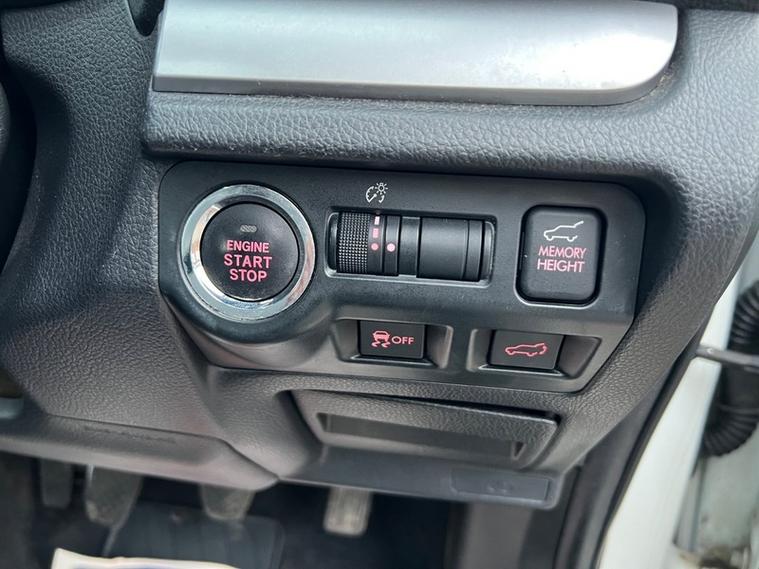 ENGINE
START
STOP
MEMORY
HEIGHT
OFF